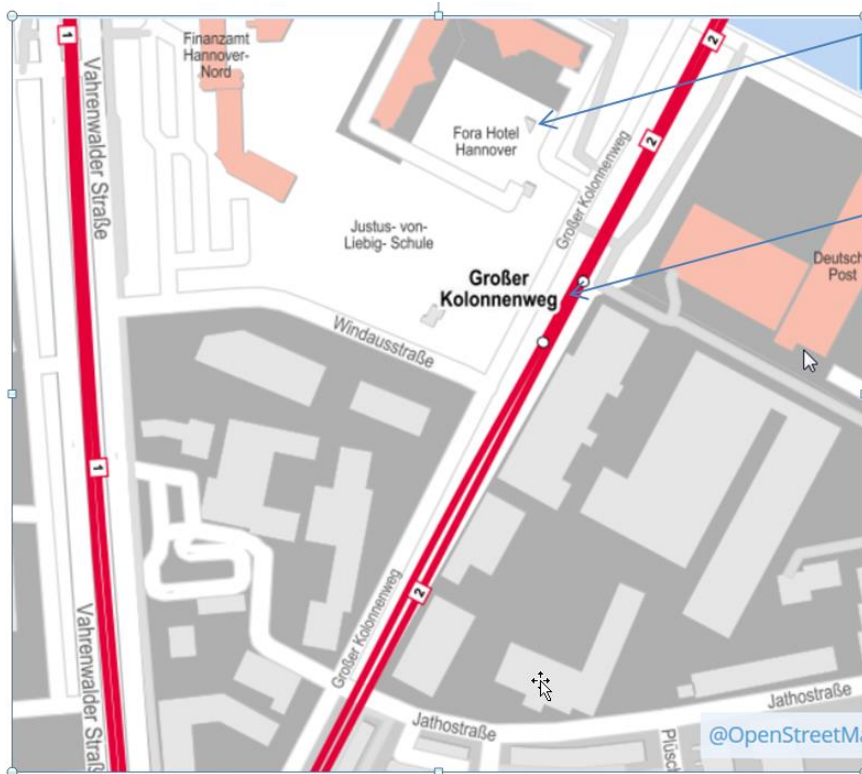 1
Finanzamt
Hannover-
Nord
2
Vahrenwalder Straße
Fora Hotel
Hannover
2
Großer Kolonnenweg
Justus- von-
Liebig- Schule
Deutsch
Post
Großer
Kolonnenweg
Windausstraße
1
Großer Kolonnenweg
2
Vahrenwalder Straß
Jathostraße
Jathostraße
Plüsch
@OpenStreetMa